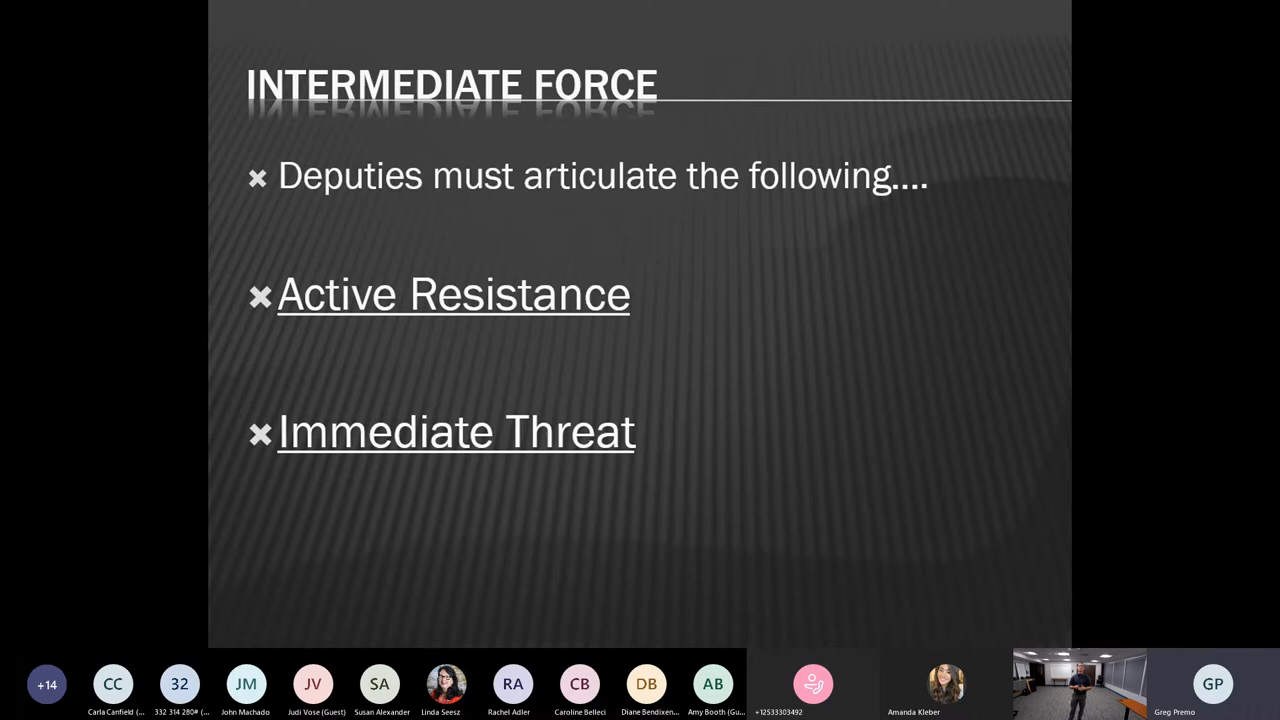 INTERMEDIATE FORCE
Deputies must articulate the following....
Active Resistance
Immediate Threat
+14
CC
32
JM
JV
SA
RA
CB
DB
AB
GP
Carla Canfield (...
332 314 280# (...
John Machado
Judi Vose (Guest)
Susan Alexander
Linda Seesz
Rachel Adler
Caroline Belleci
Diane Bendixen...
Amy Booth (Gu...
+12533303492
Amanda Kleber
Greg Premo